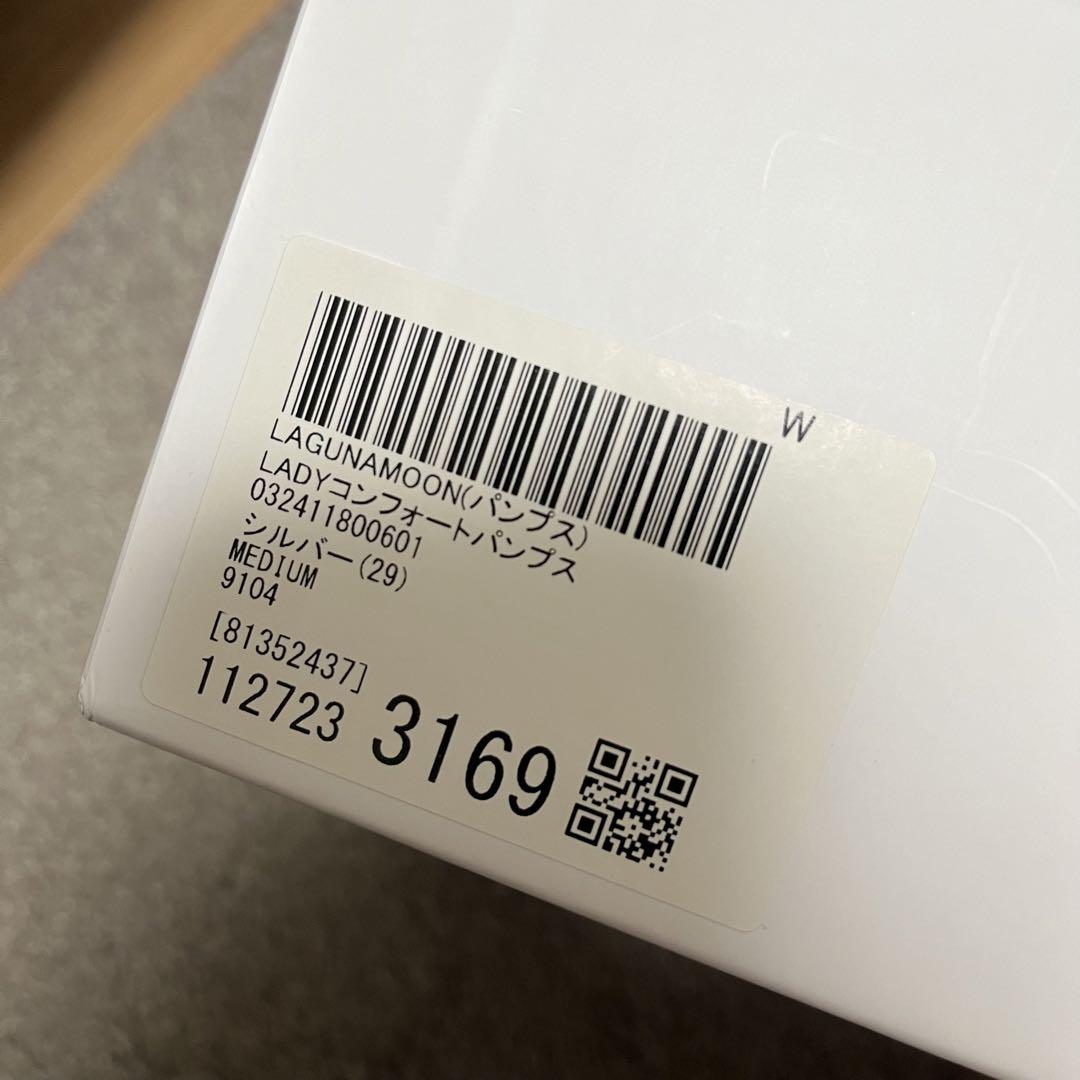 W
LAGUNAMOON(パンプス)
LADYコンフォートパンプス
032411800601
シルバー(29)
MEDIUM
9104
[81352437]
112723 3169